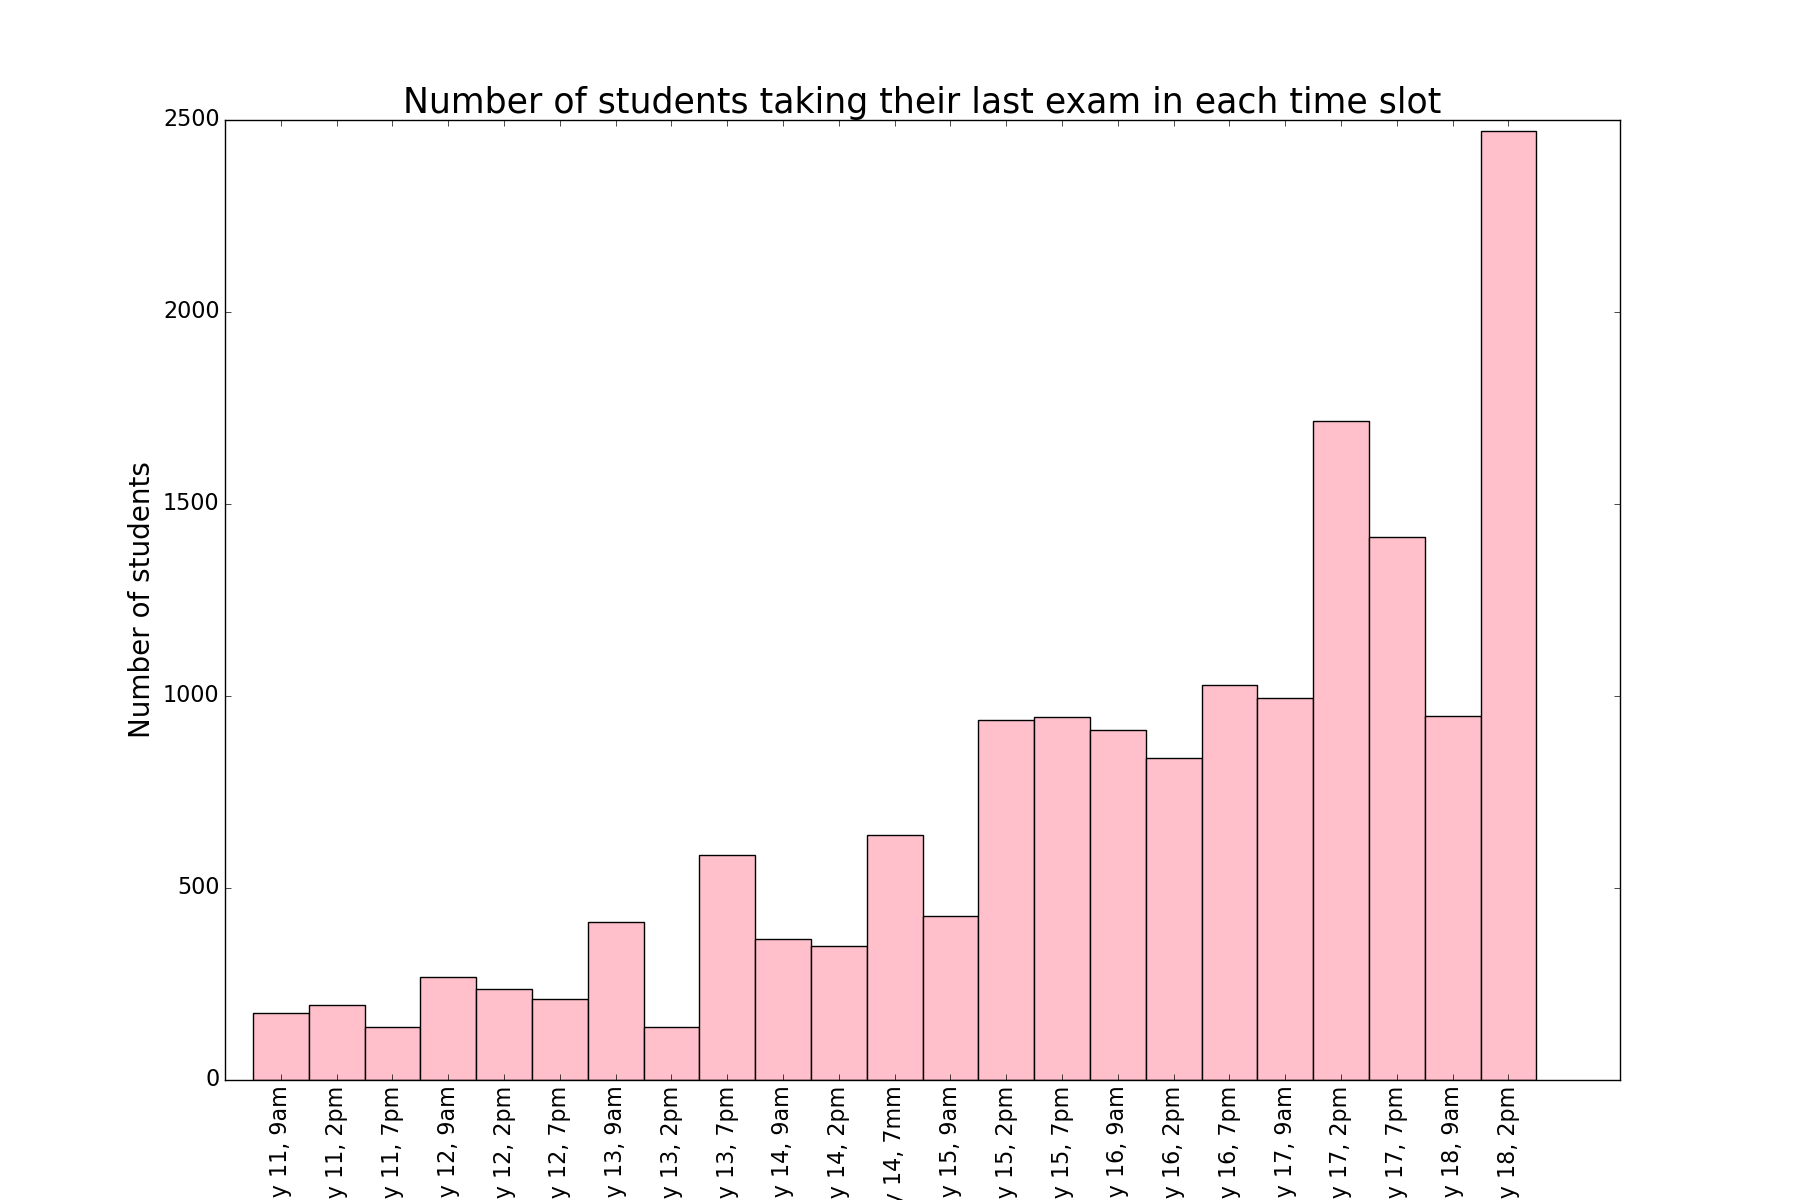 Number of students taking their last exam in each time slot
Number of students
2500
2000
1500
1000
500
0
y 11, 9am
y 11, 2pm
y 11, 7pm
y 12, 9am
y 12, 2pm
y 12, 7pm
y 13, 9am
y 13, 2pm
y 13, 7pm
y 14, 9am
y 14, 2pm
y 14, 7mm
y 15, 9am
y 15, 2pm
y 15, 7pm
y 16, 9am
y 16, 2pm
y 16, 7pm
y 17, 9am
y 17, 2pm
y 17, 7pm
y 18, 9am
y 18, 2pm